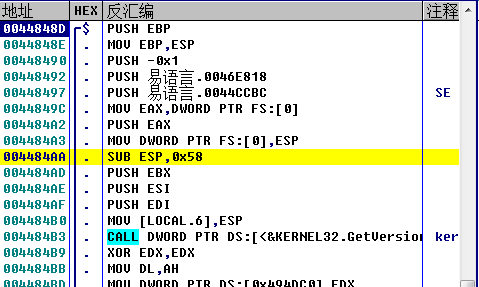 地址 HEX 反汇编 注释
0044848D $ PUSH EBP
0044848E . MOV EBP,ESP
00448490 . PUSH -0x1
00448492 . PUSH 易语言.0046E818
00448497 . PUSH 易语言.0044CCBC SE
0044849C . MOV EAX,DWORD PTR FS:[0]
004484A2 . PUSH EAX
004484A3 . MOV DWORD PTR FS:[0],ESP
004484AA . SUB ESP,0x58
004484AD . PUSH EBX
004484AE . PUSH ESI
004484AF . PUSH EDI
004484B0 . MOV [LOCAL.6],ESP
004484B3 . CALL DWORD PTR DS:[<&KERNEL32.GetVersion ker
004484B9 . XOR EDX,EDX
004484BB . MOV DL,AH
MOU DWORD PTR DS:[0x494DC0],EDX